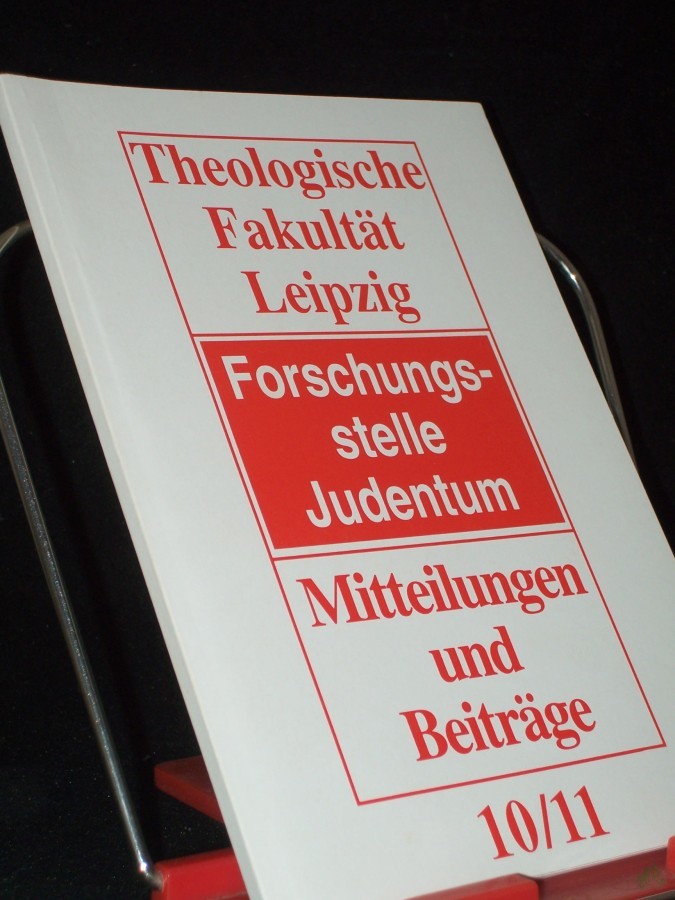 Theologische
Fakultät
Leipzig
Forschungs-
stelle
Judentum
Mitteilungen
und
Beiträge
10/11